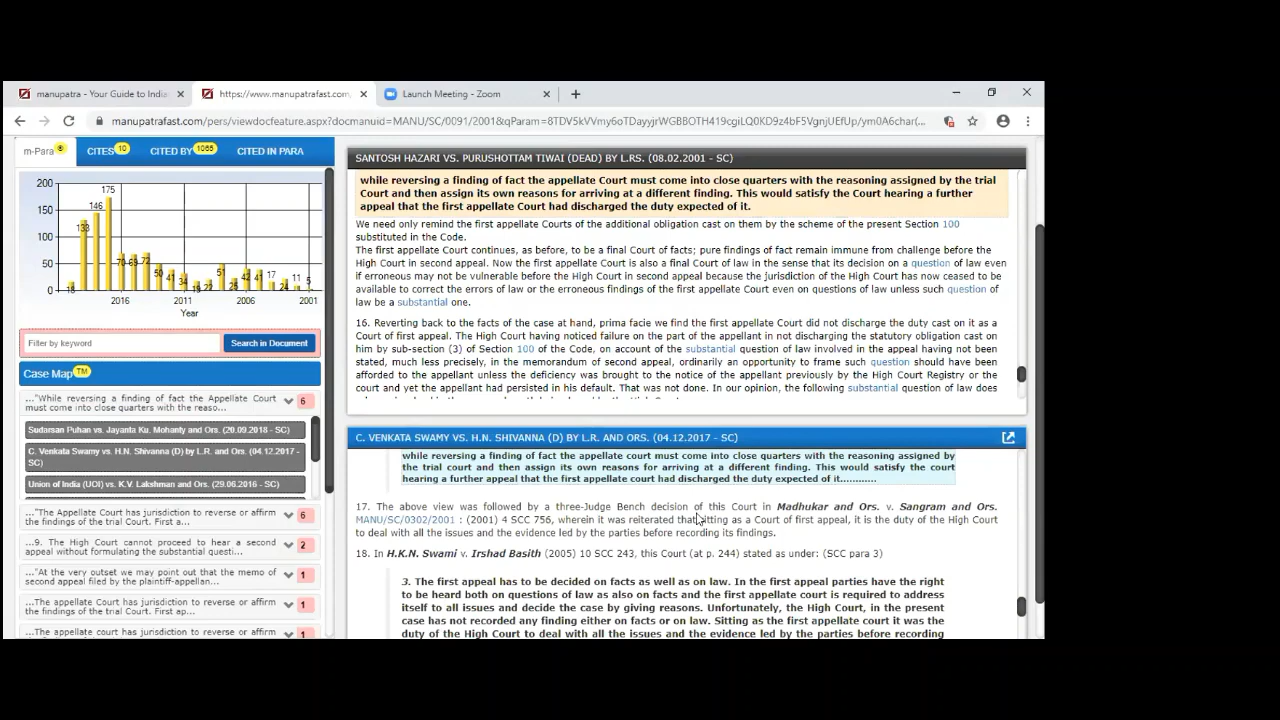 manupatra - Your Guide to India
https://www.manupatrafast.com
Launch Meeting - Zoom
manupatrafast.com/pers/viewdocfeature.aspx?docmanuid=MANU/SC/0091/2001&qParam=
m-Para
CITES 10
CITED BY 1065
CITED IN PARA
200
150
100
50
0
175
146
133
18
72
50
41
34
51
42
41
17
11
24
5
2016
2011
2006
2001
Year
Filter by keyword
Search in Document
Case Map TM
..."While reversing a finding of fact the Appellate Court
must come into close quarters with the reaso...
6
Sudarsan Puhan vs. Jayanta Ku. Mohanty and Ors. (20.09.2018 - SC)
C. Venkata Swamy vs. H.N. Shivanna (D) by L.R. and Ors. (04.12.2017 -
SC)
Union of India (UOI) vs. K.V. Lakshman and Ors. (29.06.2016 - SC)
..."The Appellate Court has jurisdiction to reverse or affirm
the findings of the trial Court. First a...
6
...9. The High Court cannot proceed to hear a second
appeal without formulating the substantial questi...
2
..."At the very outset we may point out that the memo of
second appeal filed by the plaintiff-appellan...
1
...The appellate Court has jurisdiction to reverse or affirm
the findings of the trial Court. First ap...
1
...The appellate court has jurisdiction to reverse or affirm
1
SANTOSH HAZARI VS. PURUSHOTTAM TIWAI (DEAD) BY L.RS. (08.02.2001 - SC)
while reversing a finding of fact the appellate Court must come into close quarters with the reasoning assigned by the trial
Court and then assign its own reasons for arriving at a different finding. This would satisfy the Court hearing a further
appeal that the first appellate Court had discharged the duty expected of it.
We need only remind the first appellate Courts of the additional obligation cast on them by the scheme of the present Section 100
substituted in the Code.
The first appellate Court continues, as before, to be a final Court of facts; pure findings of fact remain immune from challenge before the
High Court in second appeal. Now the first appellate Court is also a final Court of law in the sense that its decision on a question of law even
if erroneous may not be vulnerable before the High Court in second appeal because the jurisdiction of the High Court has now ceased to be
available to correct the errors of law or the erroneous findings of the first appellate Court even on questions of law unless such question of
law be a substantial one.
16. Reverting back to the facts of the case at hand, prima facie we find the first appellate Court did not discharge the duty cast on it as a
Court of first appeal. The High Court having noticed failure on the part of the appellant in not discharging the statutory obligation cast on
him by sub-section (3) of Section 100 of the Code, on account of the substantial question of law involved in the appeal having not been
stated, much less precisely, in the memorandum of second appeal, ordinarily an opportunity to frame such question should have been
afforded to the appellant unless the deficiency was brought to the notice of the appellant previously by the High Court Registry or the
court and yet the appellant had persisted in his default. That was not done. In our opinion, the following substantial question of law does
C. VENKATA SWAMY VS. H.N. SHIVANNA (D) BY L.R. AND ORS. (04.12.2017 - SC)
while reversing a finding of fact the appellate court must come into close quarters with the reasoning assigned by
the trial court and then assign its own reasons for arriving at a different finding. This would satisfy the court
hearing a further appeal that the first appellate court had discharged the duty expected of it............
17. The above view was followed by a three-Judge Bench decision of this Court in Madhukar and Ors. v. Sangram and Ors.
MANU/SC/0302/2001 : (2001) 4 SCC 756, wherein it was reiterated that sitting as a Court of first appeal, it is the duty of the High Court
to deal with all the issues and the evidence led by the parties before recording its findings.
18. In H.K.N. Swami v. Irshad Basith (2005) 10 SCC 243, this Court (at p. 244) stated as under: (SCC para 3)
3. The first appeal has to be decided on facts as well as on law. In the first appeal parties have the right
to be heard both on questions of law as also on facts and the first appellate court is required to address
itself to all issues and decide the case by giving reasons. Unfortunately, the High Court, in the present
case has not recorded any finding either on facts or on law. Sitting as the first appellate court it was the
duty of the High Court to deal with all the issues and the evidence led by the parties before recording